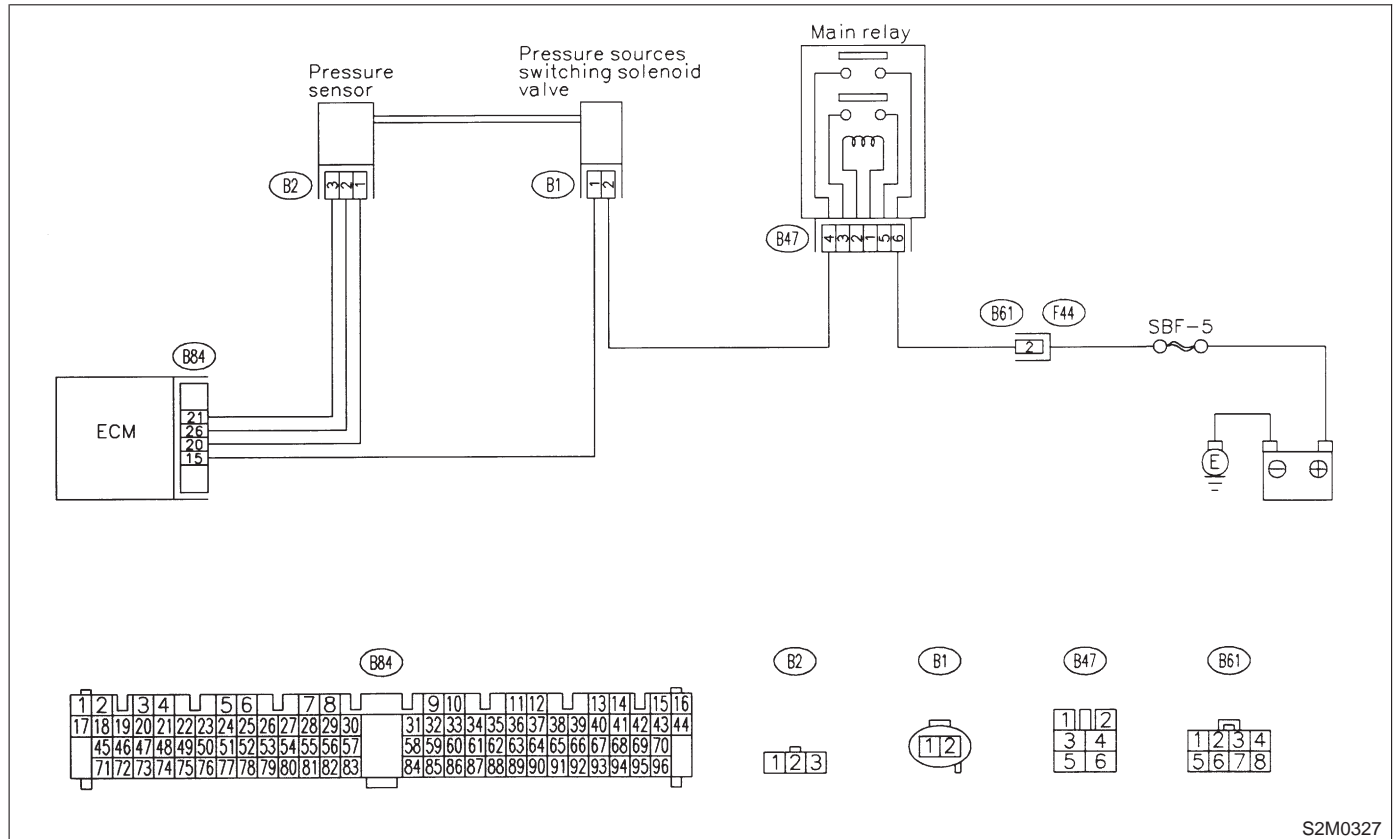 Main relay
Pressure sources
switching solenoid
valve
Pressure
sensor
B2
3 2 1
B1
1 2
B47
4 3 2 1 5 6
B61
F44
2
SBF-5
B84
ECM
21
26
20
15
E
⊖ ⊕
B84
1 2 3 4 5 6 7 8 9 10 11 12 13 14 15 16
17 18 19 20 21 22 23 24 25 26 27 28 29 30 31 32 33 34 35 36 37 38 39 40 41 42 43 44
45 46 47 48 49 50 51 52 53 54 55 56 57 58 59 60 61 62 63 64 65 66 67 68 69 70
71 72 73 74 75 76 77 78 79 80 81 82 83 84 85 86 87 88 89 90 91 92 93 94 95 96
B2
1 2 3
B1
1 2
B47
1 2
3 4
5 6
B61
1 2 3 4
5 6 7 8
S2M0327